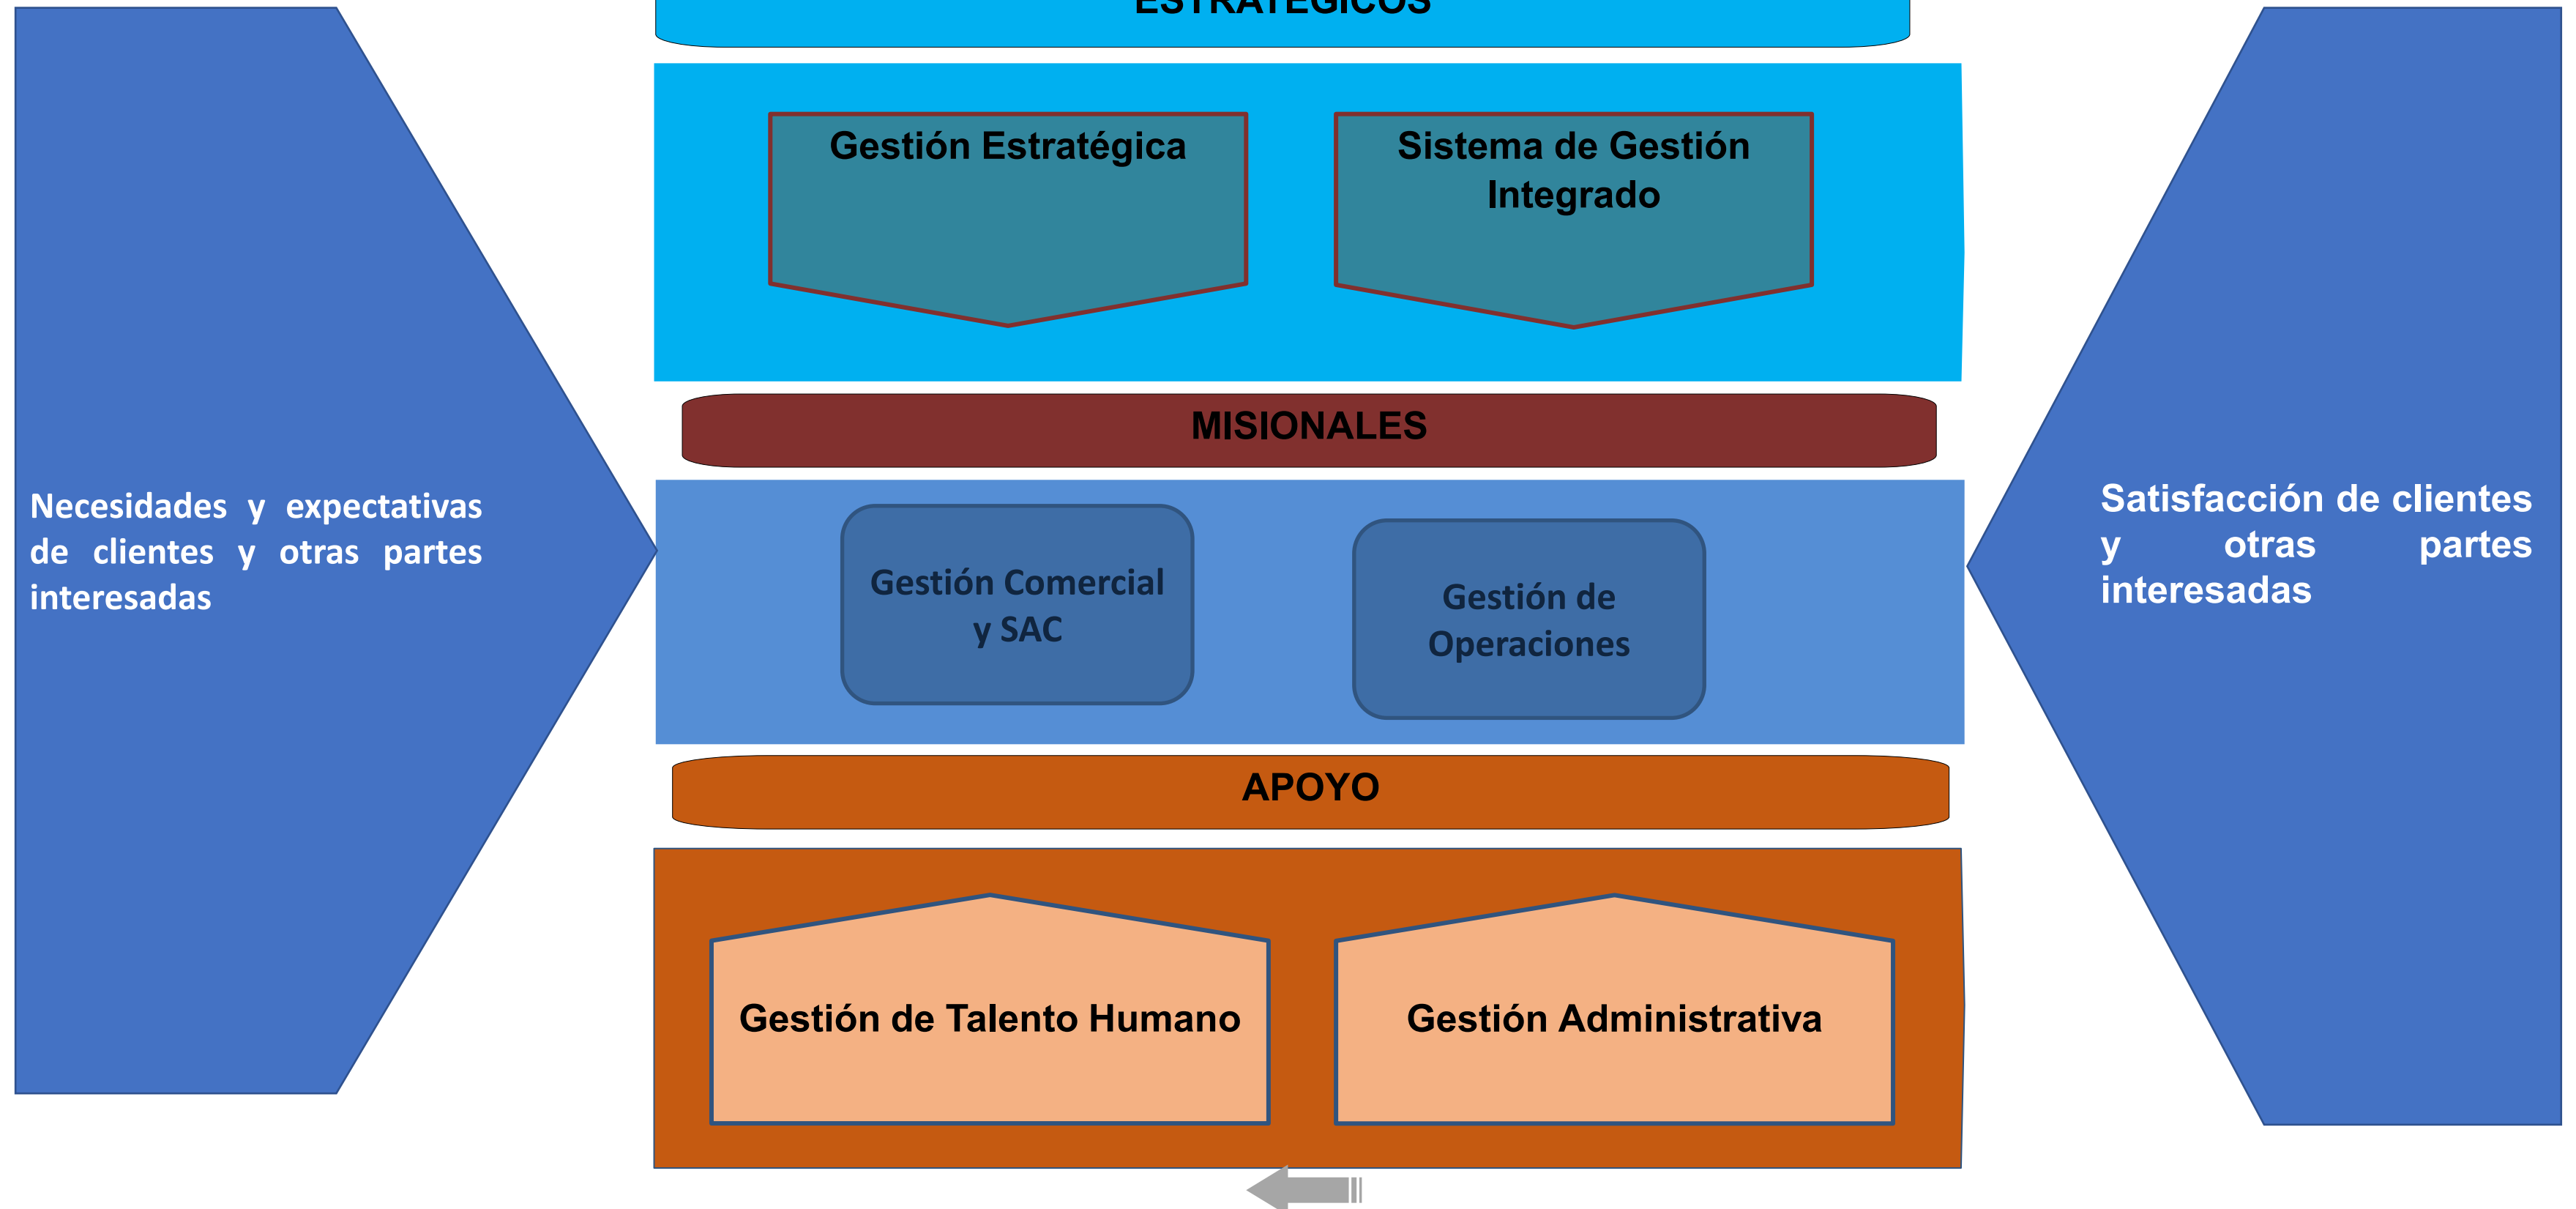 ESTRATEGICOS
Gestión Estratégica
Sistema de Gestión
Integrado
MISIONALES
Necesidades y expectativas
de clientes y otras partes
interesadas
Gestión Comercial
y SAC
Gestión de
Operaciones
Satisfacción de clientes
y otras partes
interesadas
APOYO
Gestión de Talento Humano
Gestión Administrativa